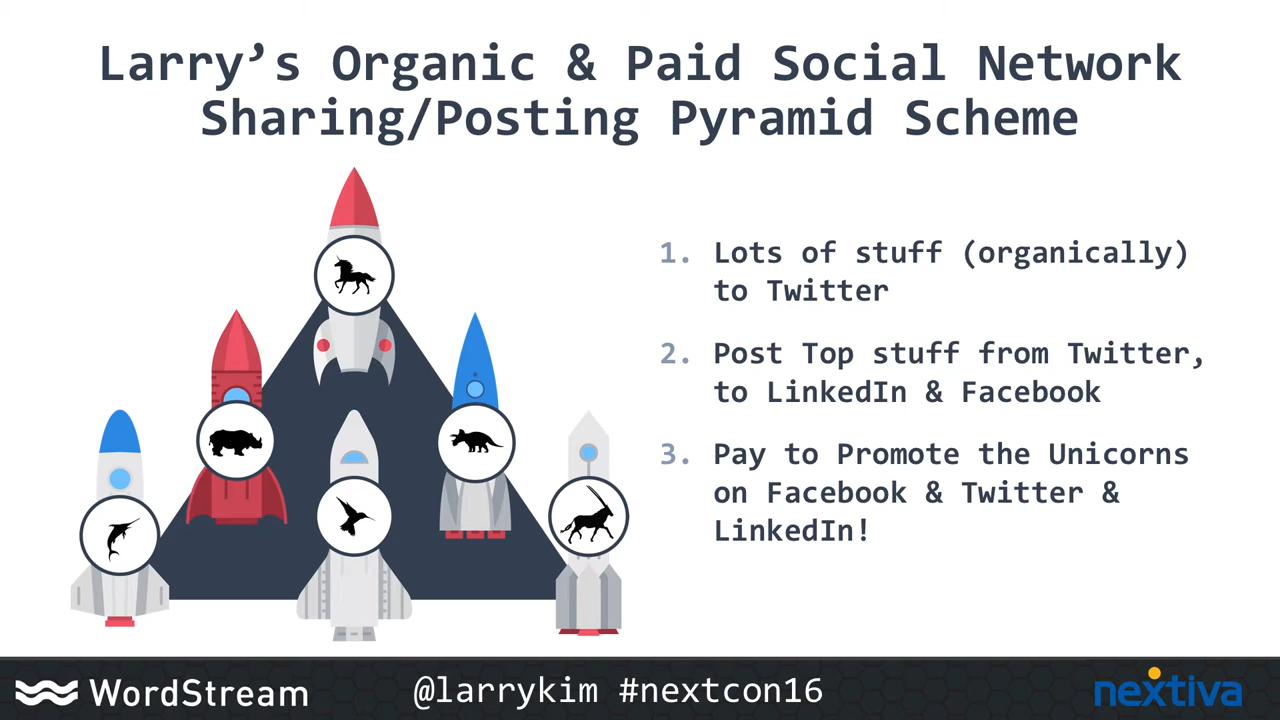 Larry’s Organic & Paid Social Network
Sharing/Posting Pyramid Scheme
1. Lots of stuff (organically)
to Twitter
2. Post Top stuff from Twitter,
to LinkedIn & Facebook
3. Pay to Promote the Unicorns
on Facebook & Twitter &
LinkedIn!
WordStream
@larrykim #nextcon16
nextiva